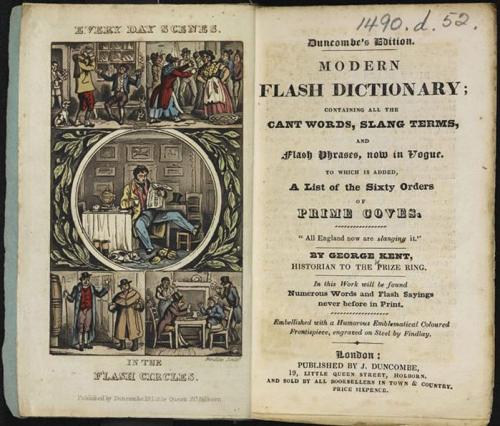 EVERY DAY SCENES.
Findlay Sculpt.
IN THE
FLASH CIRCLES.
Published by Duncombe 19 Little Queen St. Holborn.
1490.d.52.
Duncombe's Edition.
MODERN
FLASH DICTIONARY;
CONTAINING ALL THE
CANT WORDS, SLANG TERMS,
AND
Flash Phrases, now in Vogue.
TO WHICH IS ADDED,
A List of the Sixty Orders
OF
PRIME COVES.
"All England now are slanging it."
BY GEORGE KENT,
HISTORIAN TO THE PRIZE RING.
In this Work will be found
Numerous Words and Flash Sayings
never before in Print.
Embellished with a Humorous Emblematical Coloured
Frontispiece, engraved on Steel by Findlay.
London:
PUBLISHED BY J. DUNCOMBE,
19, LITTLE QUEEN STREET, HOLBORN.
AND SOLD BY ALL BOOKSELLERS IN TOWN & COUNTRY.
PRICE SIXPENCE.